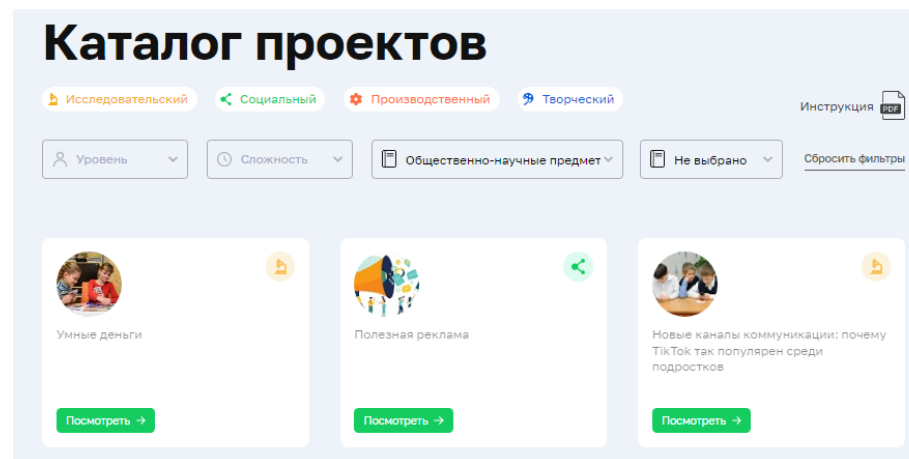 Каталог проектов
Исследовательский Социальный Производственный Творческий
Инструкция PDF
Уровень Сложность Общественно-научные предмет Не выбрано Сбросить фильтры
Умные деньги Полезная реклама Новые каналы коммуникации: почему
TikTok так популярен среди
подростков
Посмотреть → Посмотреть → Посмотреть →